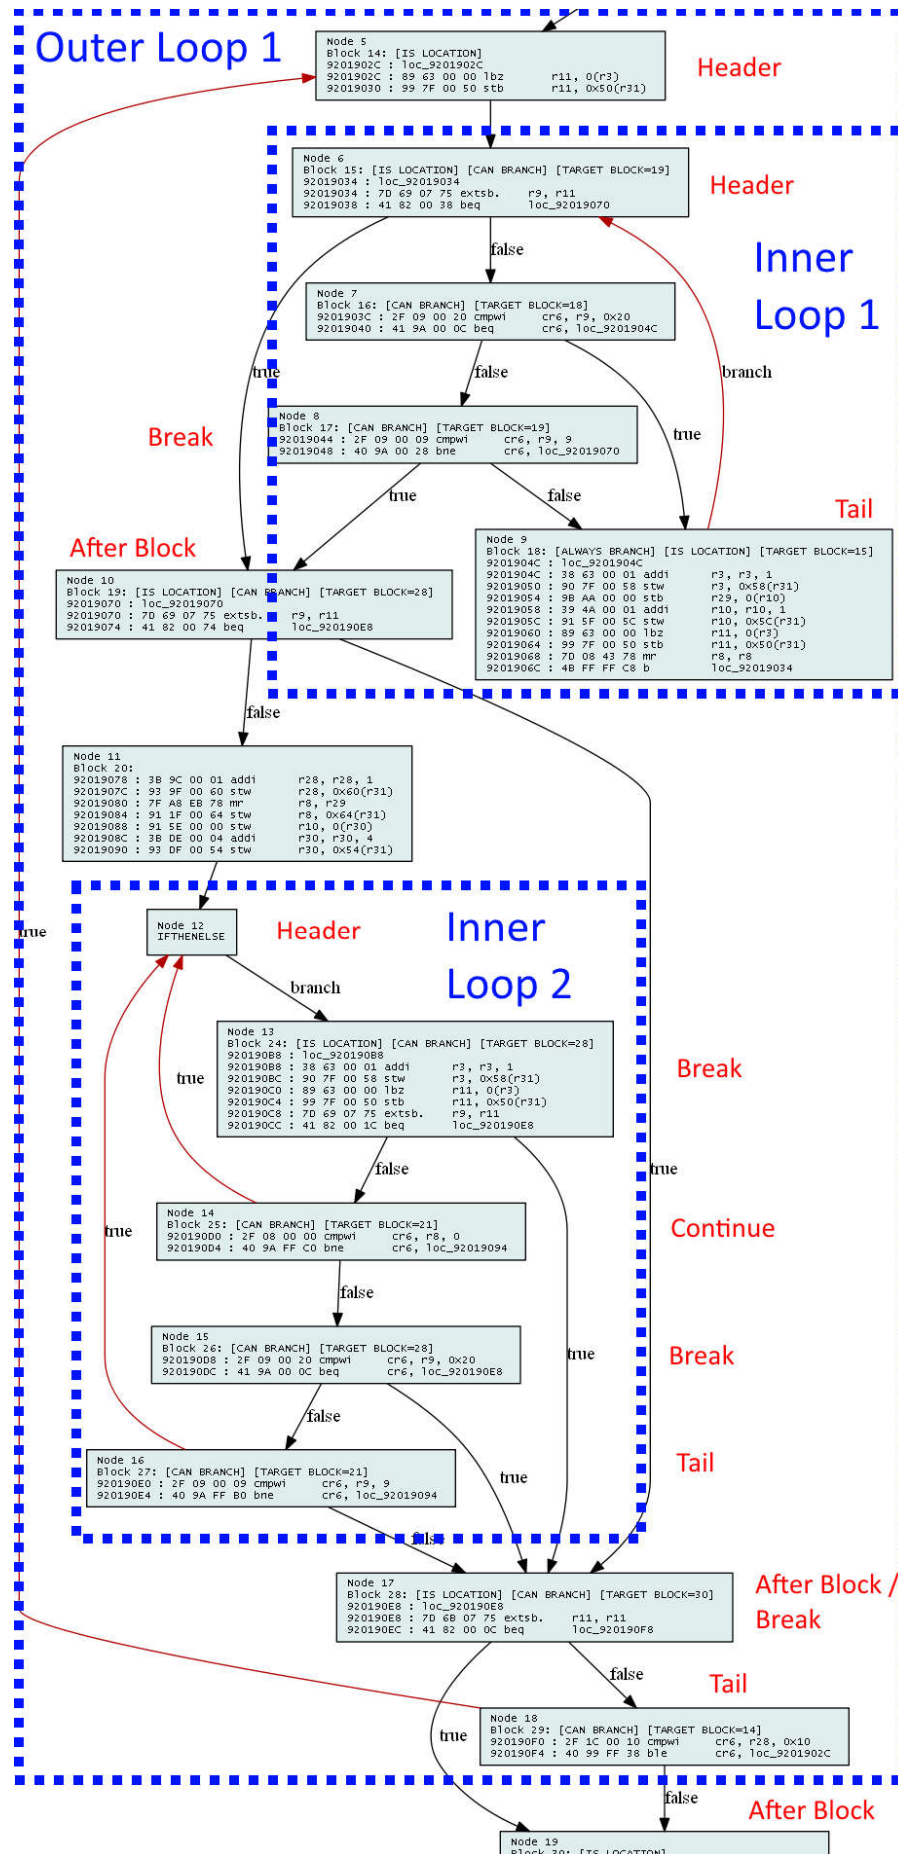 Outer Loop 1
Node 5
Block 14: [IS LOCATION]
9201902C : loc_9201902C
9201902C : 89 63 00 00 lbz r11, 0(r3)
92019030 : 99 7F 00 50 stb r11, 0x50(r31)
Header
Node 6
Block 15: [IS LOCATION] [CAN BRANCH] [TARGET BLOCK=19]
92019034 : loc_92019034
92019034 : 7D 69 07 75 extsb. r9, r11
92019038 : 41 82 00 38 beq loc_92019070
Header
false
Inner
Loop 1
Node 7
Block 16: [CAN BRANCH] [TARGET BLOCK=18]
9201903C : 2F 09 00 20 cmpwi cr6, r9, 0x20
92019040 : 41 9A 00 0C beq cr6, loc_9201904C
true
false
branch
Node 8
Block 17: [CAN BRANCH] [TARGET BLOCK=19]
92019044 : 2F 09 00 09 cmpwi cr6, r9, 9
92019048 : 40 9A 00 28 bne cr6, loc_92019070
Break
true
true
false
Tail
After Block
Node 9
Block 18: [ALWAYS BRANCH] [IS LOCATION] [TARGET BLOCK=15]
9201904C : loc_9201904C
9201904C : 38 63 00 01 addi r3, r3, 1
92019050 : 90 7F 00 58 stw r3, 0x58(r31)
92019054 : 9B AA 00 00 stb r29, 0(r10)
92019058 : 39 4A 00 01 addi r10, r10, 1
9201905C : 91 5F 00 5C stw r10, 0x5C(r31)
92019060 : 89 63 00 00 lbz r11, 0(r3)
92019064 : 99 7F 00 50 stb r11, 0x50(r31)
92019068 : 7D 08 43 78 mr r8, r8
9201906C : 4B FF FF C8 b loc_92019034
Node 10
Block 19: [IS LOCATION] [CAN BRANCH] [TARGET BLOCK=28]
92019070 : loc_92019070
92019070 : 7D 69 07 75 extsb. r9, r11
92019074 : 41 82 00 74 beq loc_920190E8
false
Node 11
Block 20:
92019078 : 3B 9C 00 01 addi r28, r28, 1
9201907C : 93 9F 00 60 stw r28, 0x60(r31)
92019080 : 7F A8 EB 78 mr r8, r29
92019084 : 91 1F 00 64 stw r8, 0x64(r31)
92019088 : 91 5E 00 00 stw r10, 0(r30)
9201908C : 3B DE 00 04 addi r30, r30, 4
92019090 : 93 DF 00 54 stw r30, 0x54(r31)
true
Node 12
IFTHENELSE
Header
Inner
Loop 2
branch
Node 13
Block 24: [IS LOCATION] [CAN BRANCH] [TARGET BLOCK=28]
920190B8 : loc_920190B8
920190B8 : 38 63 00 01 addi r3, r3, 1
920190BC : 90 7F 00 58 stw r3, 0x58(r31)
920190C0 : 89 63 00 00 lbz r11, 0(r3)
920190C4 : 99 7F 00 50 stb r11, 0x50(r31)
920190C8 : 7D 69 07 75 extsb. r9, r11
920190CC : 41 82 00 1C beq loc_920190E8
true
Break
false
true
Node 14
Block 25: [CAN BRANCH] [TARGET BLOCK=21]
920190D0 : 2F 08 00 00 cmpwi cr6, r8, 0
920190D4 : 40 9A FF C0 bne cr6, loc_92019094
true
Continue
false
Node 15
Block 26: [CAN BRANCH] [TARGET BLOCK=28]
920190D8 : 2F 09 00 20 cmpwi cr6, r9, 0x20
920190DC : 41 9A 00 0C beq cr6, loc_920190E8
true
Break
false
true
Node 16
Block 27: [CAN BRANCH] [TARGET BLOCK=21]
920190E0 : 2F 09 00 09 cmpwi cr6, r9, 9
920190E4 : 40 9A FF B0 bne cr6, loc_92019094
Tail
false
Node 17
Block 28: [IS LOCATION] [CAN BRANCH] [TARGET BLOCK=30]
920190E8 : loc_920190E8
920190E8 : 7D 6B 07 75 extsb. r11, r11
920190EC : 41 82 00 0C beq loc_920190F8
After Block /
Break
false
Tail
true
Node 18
Block 29: [CAN BRANCH] [TARGET BLOCK=14]
920190F0 : 2F 1C 00 10 cmpwi cr6, r28, 0x10
920190F4 : 40 99 FF 38 ble cr6, loc_9201902C
false
After Block
Node 19
Block 30: [IS LOCATION]